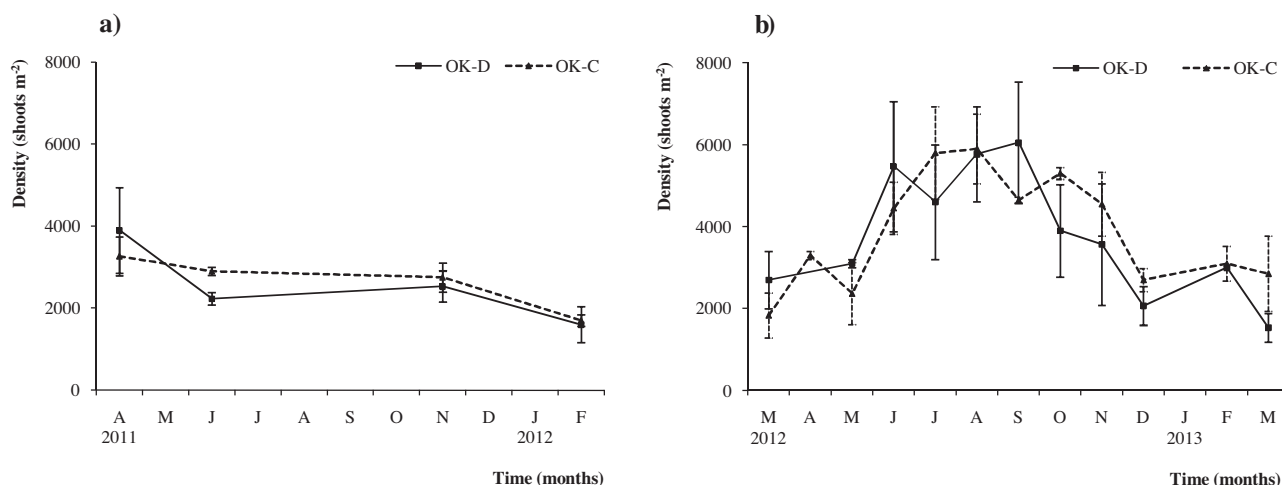 a)
OK-D OK-C
Density (shoots m-2)
8000
6000
4000
2000
0
A M J J A S O N D J F
2011 2012
Time (months)
b)
OK-D OK-C
Density (shoots m-2)
8000
6000
4000
2000
0
M A M J J A S O N D J F M
2012 2013
Time (months)